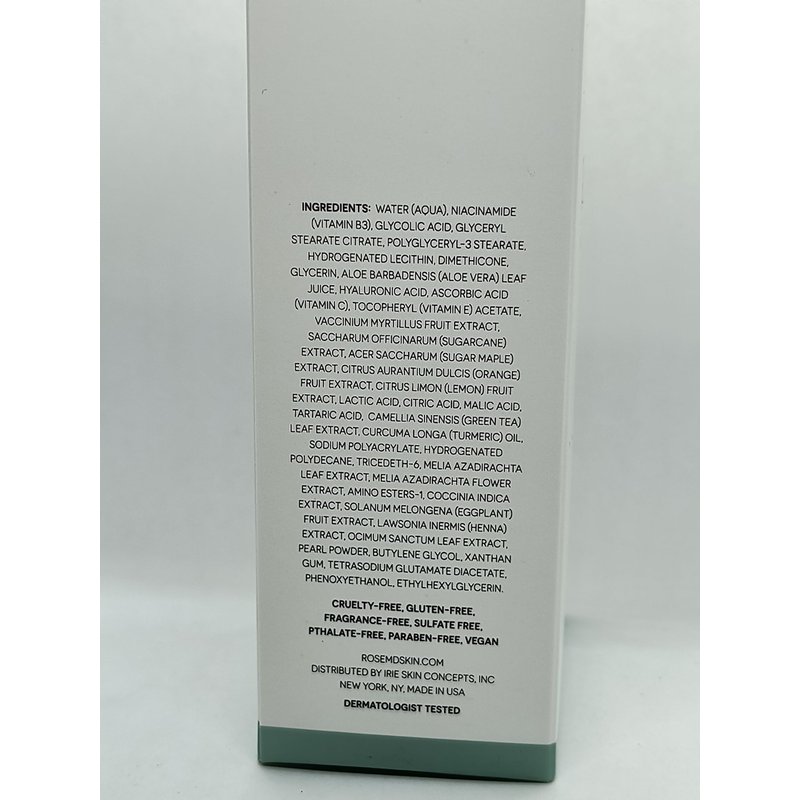 INGREDIENTS: WATER (AQUA), NIACINAMIDE
(VITAMIN B3), GLYCOLIC ACID, GLYCERYL
STEARATE CITRATE, POLYGLYCERYL-3 STEARATE,
HYDROGENATED LECITHIN, DIMETHICONE,
GLYCERIN, ALOE BARBADENSIS (ALOE VERA) LEAF
JUICE, HYALURONIC ACID, ASCORBIC ACID
(VITAMIN C), TOCOPHERYL (VITAMIN E) ACETATE,
VACCINIUM MYRTILLUS FRUIT EXTRACT,
SACCHARUM OFFICINARUM (SUGARCANE)
EXTRACT, ACER SACCHARUM (SUGAR MAPLE)
EXTRACT, CITRUS AURANTIUM DULCIS (ORANGE)
FRUIT EXTRACT, CITRUS LIMON (LEMON) FRUIT
EXTRACT, LACTIC ACID, CITRIC ACID, MALIC ACID,
TARTARIC ACID, CAMELLIA SINENSIS (GREEN TEA)
LEAF EXTRACT, CURCUMA LONGA (TURMERIC) OIL,
SODIUM POLYACRYLATE, HYDROGENATED
POLYDECANE, TRICEDETH-6, MELIA AZADIRACHTA
LEAF EXTRACT, MELIA AZADIRACHTA FLOWER
EXTRACT, AMINO ESTERS-1, COCCINIA INDICA
EXTRACT, SOLANUM MELONGENA (EGGPLANT)
FRUIT EXTRACT, LAWSONIA INERMIS (HENNA)
EXTRACT, OCIMUM SANCTUM LEAF EXTRACT,
PEARL POWDER, BUTYLENE GLYCOL, XANTHAN
GUM, TETRASODIUM GLUTAMATE DIACETATE,
PHENOXYETHANOL, ETHYLHEXYLGLYCERIN.
CRUELTY-FREE, GLUTEN-FREE,
FRAGRANCE-FREE, SULFATE FREE,
PTHALATE-FREE, PARABEN-FREE, VEGAN
ROSEMDSKIN.COM
DISTRIBUTED BY IRIE SKIN CONCEPTS, INC
NEW YORK, NY, MADE IN USA
DERMATOLOGIST TESTED